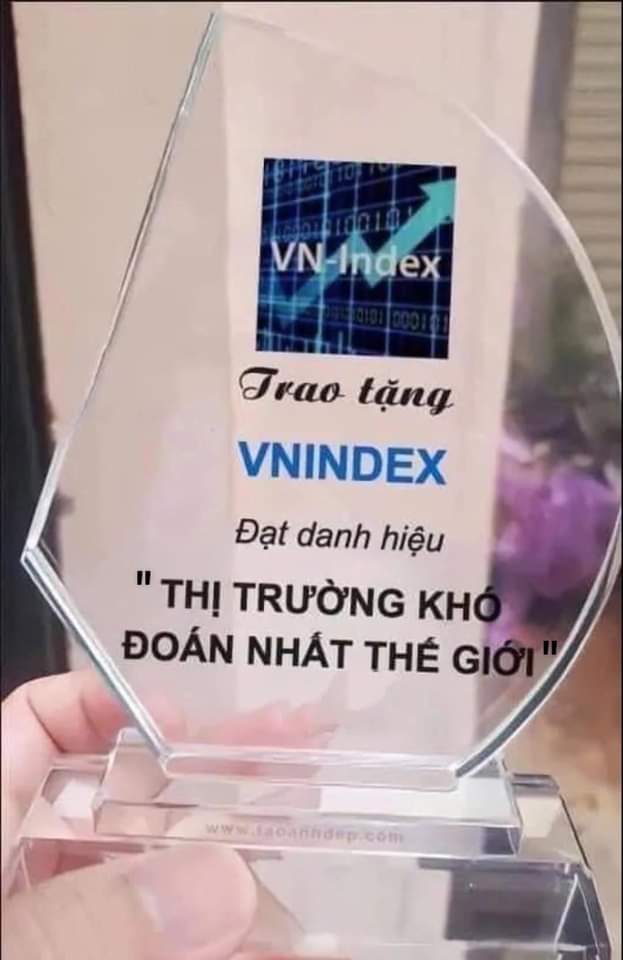 VN-Index
Trao tặng
VNINDEX
Đạt danh hiệu
" THỊ TRƯỜNG KHÓ
ĐOÁN NHẤT THẾ GIỚI "
www.taoanhdep.com